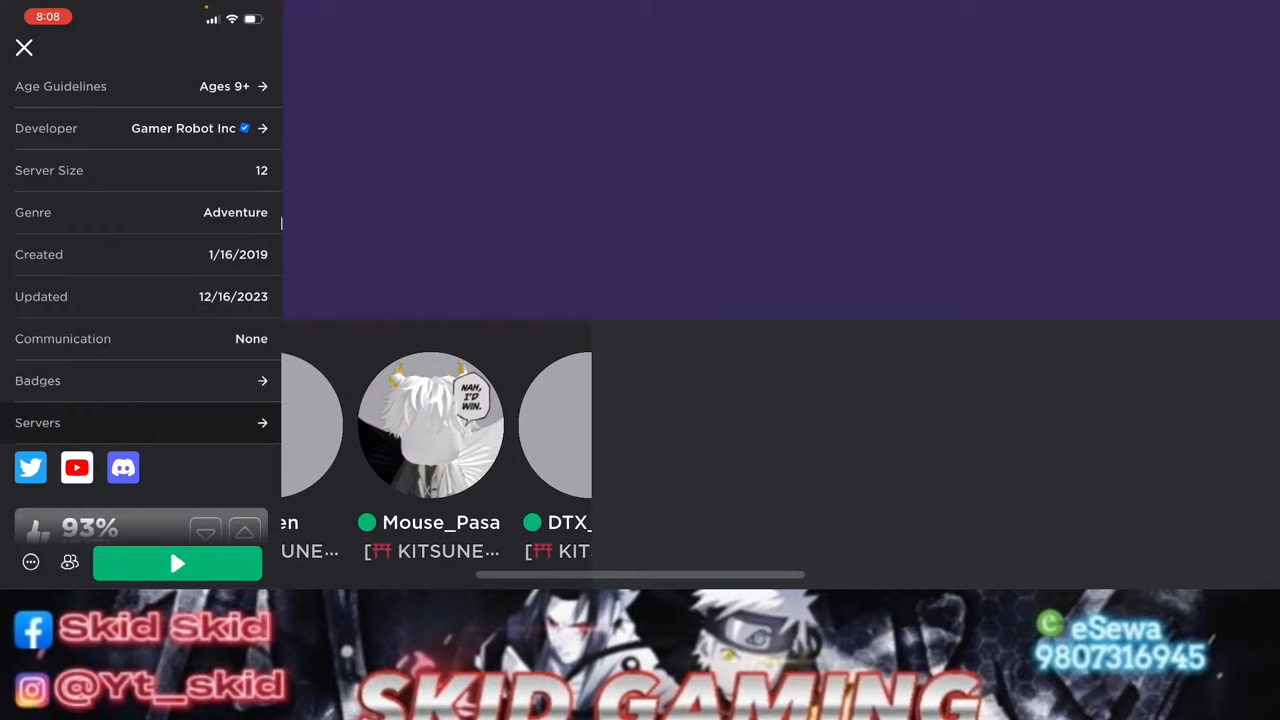 8:08
Age Guidelines Ages 9+
Developer Gamer Robot Inc
Server Size 12
Genre Adventure
Created 1/16/2019
Updated 12/16/2023
Communication None
Badges
Servers
93%
NAH,
I'D
WIN.
en Mouse_Pasa DTX_
UNE... [⛩️ KITSUNE... [⛩️ KIT
Skid Skid
@Yt_skid
SKID GAMING
eSewa
9807316945